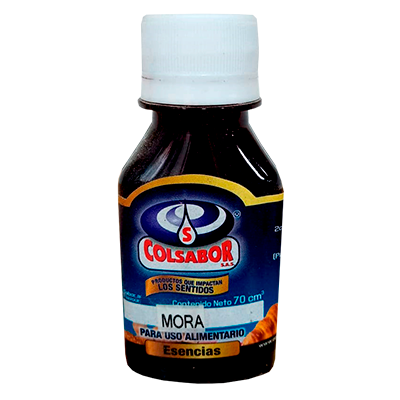 S
COLSABOR
S.A.S.
PRODUCTOS QUE IMPACTAN
LOS SENTIDOS
Contenido Neto 70 cm³
MORA
PARA USO ALIMENTARIO
Esencias